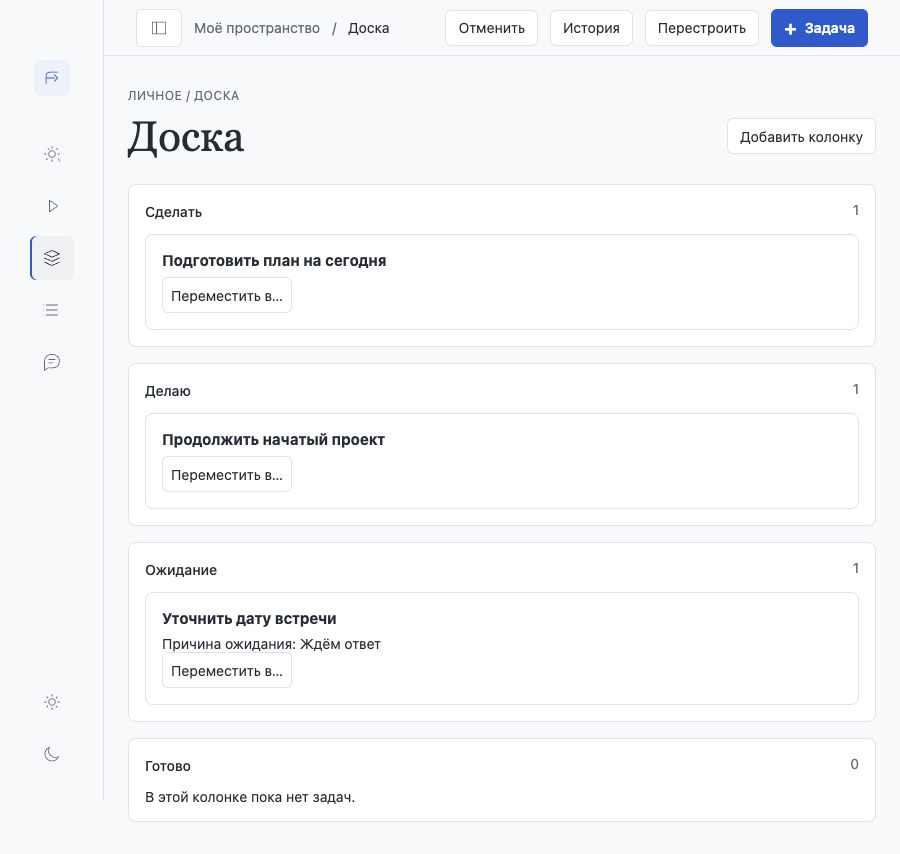 Моё пространство / Доска
Отменить
История
Перестроить
+ Задача
ЛИЧНОЕ / ДОСКА
Доска
Добавить колонку
Сделать 1
Подготовить план на сегодня
Переместить в...
Делаю 1
Продолжить начатый проект
Переместить в...
Ожидание 1
Уточнить дату встречи
Причина ожидания: Ждём ответ
Переместить в...
Готово 0
В этой колонке пока нет задач.